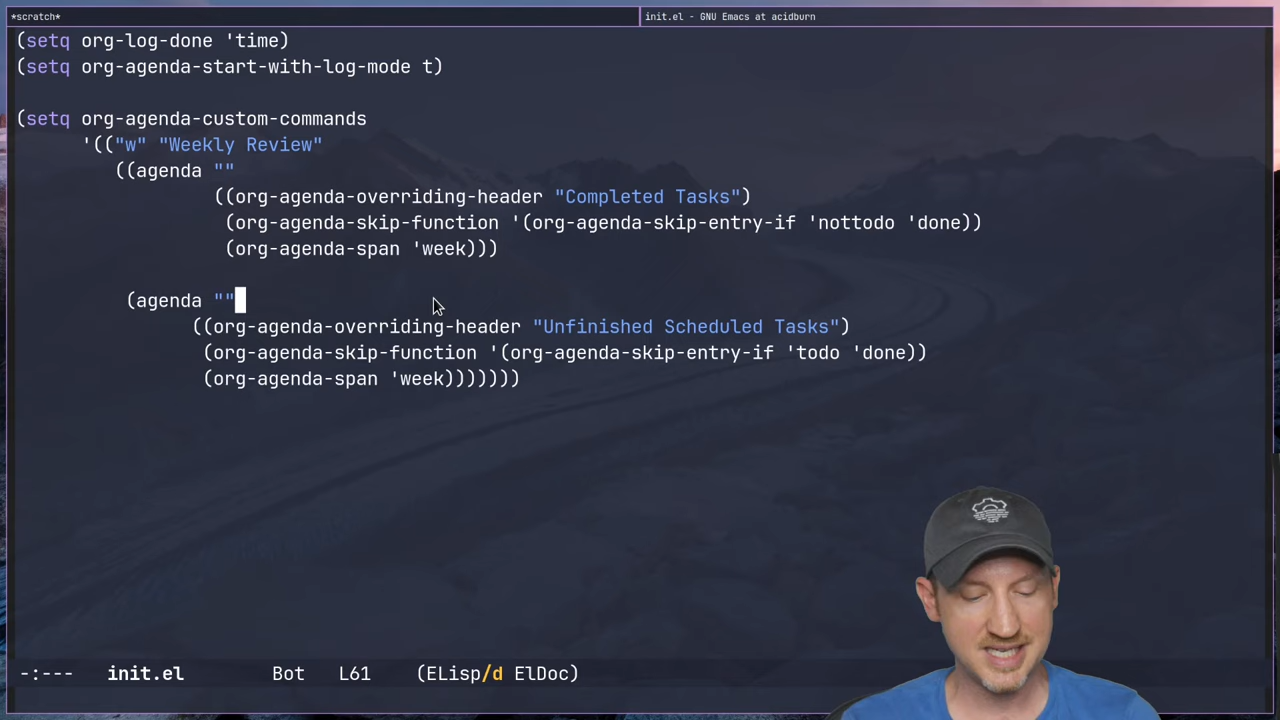 *scratch*
init.el - GNU Emacs at acidburn
(setq org-log-done 'time)
(setq org-agenda-start-with-log-mode t)
(setq org-agenda-custom-commands
'(("w" "Weekly Review"
((agenda ""
((org-agenda-overriding-header "Completed Tasks")
(org-agenda-skip-function '(org-agenda-skip-entry-if 'nottodo 'done))
(org-agenda-span 'week)))
(agenda ""
((org-agenda-overriding-header "Unfinished Scheduled Tasks")
(org-agenda-skip-function '(org-agenda-skip-entry-if 'todo 'done))
(org-agenda-span 'week)))))))
-:--- init.el Bot L61 (ELisp/d ElDoc)